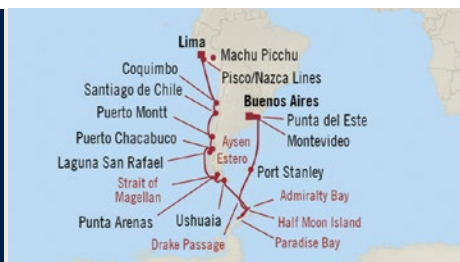 Lima
Machu Picchu
Coquimbo
Pisco/Nazca Lines
Santiago de Chile
Buenos Aires
Puerto Montt
Punta del Este
Puerto Chacabuco
Aysen
Estero
Montevideo
Laguna San Rafael
Port Stanley
Strait of
Magellan
Admiralty Bay
Punta Arenas
Ushuaia
Half Moon Island
Drake Passage
Paradise Bay